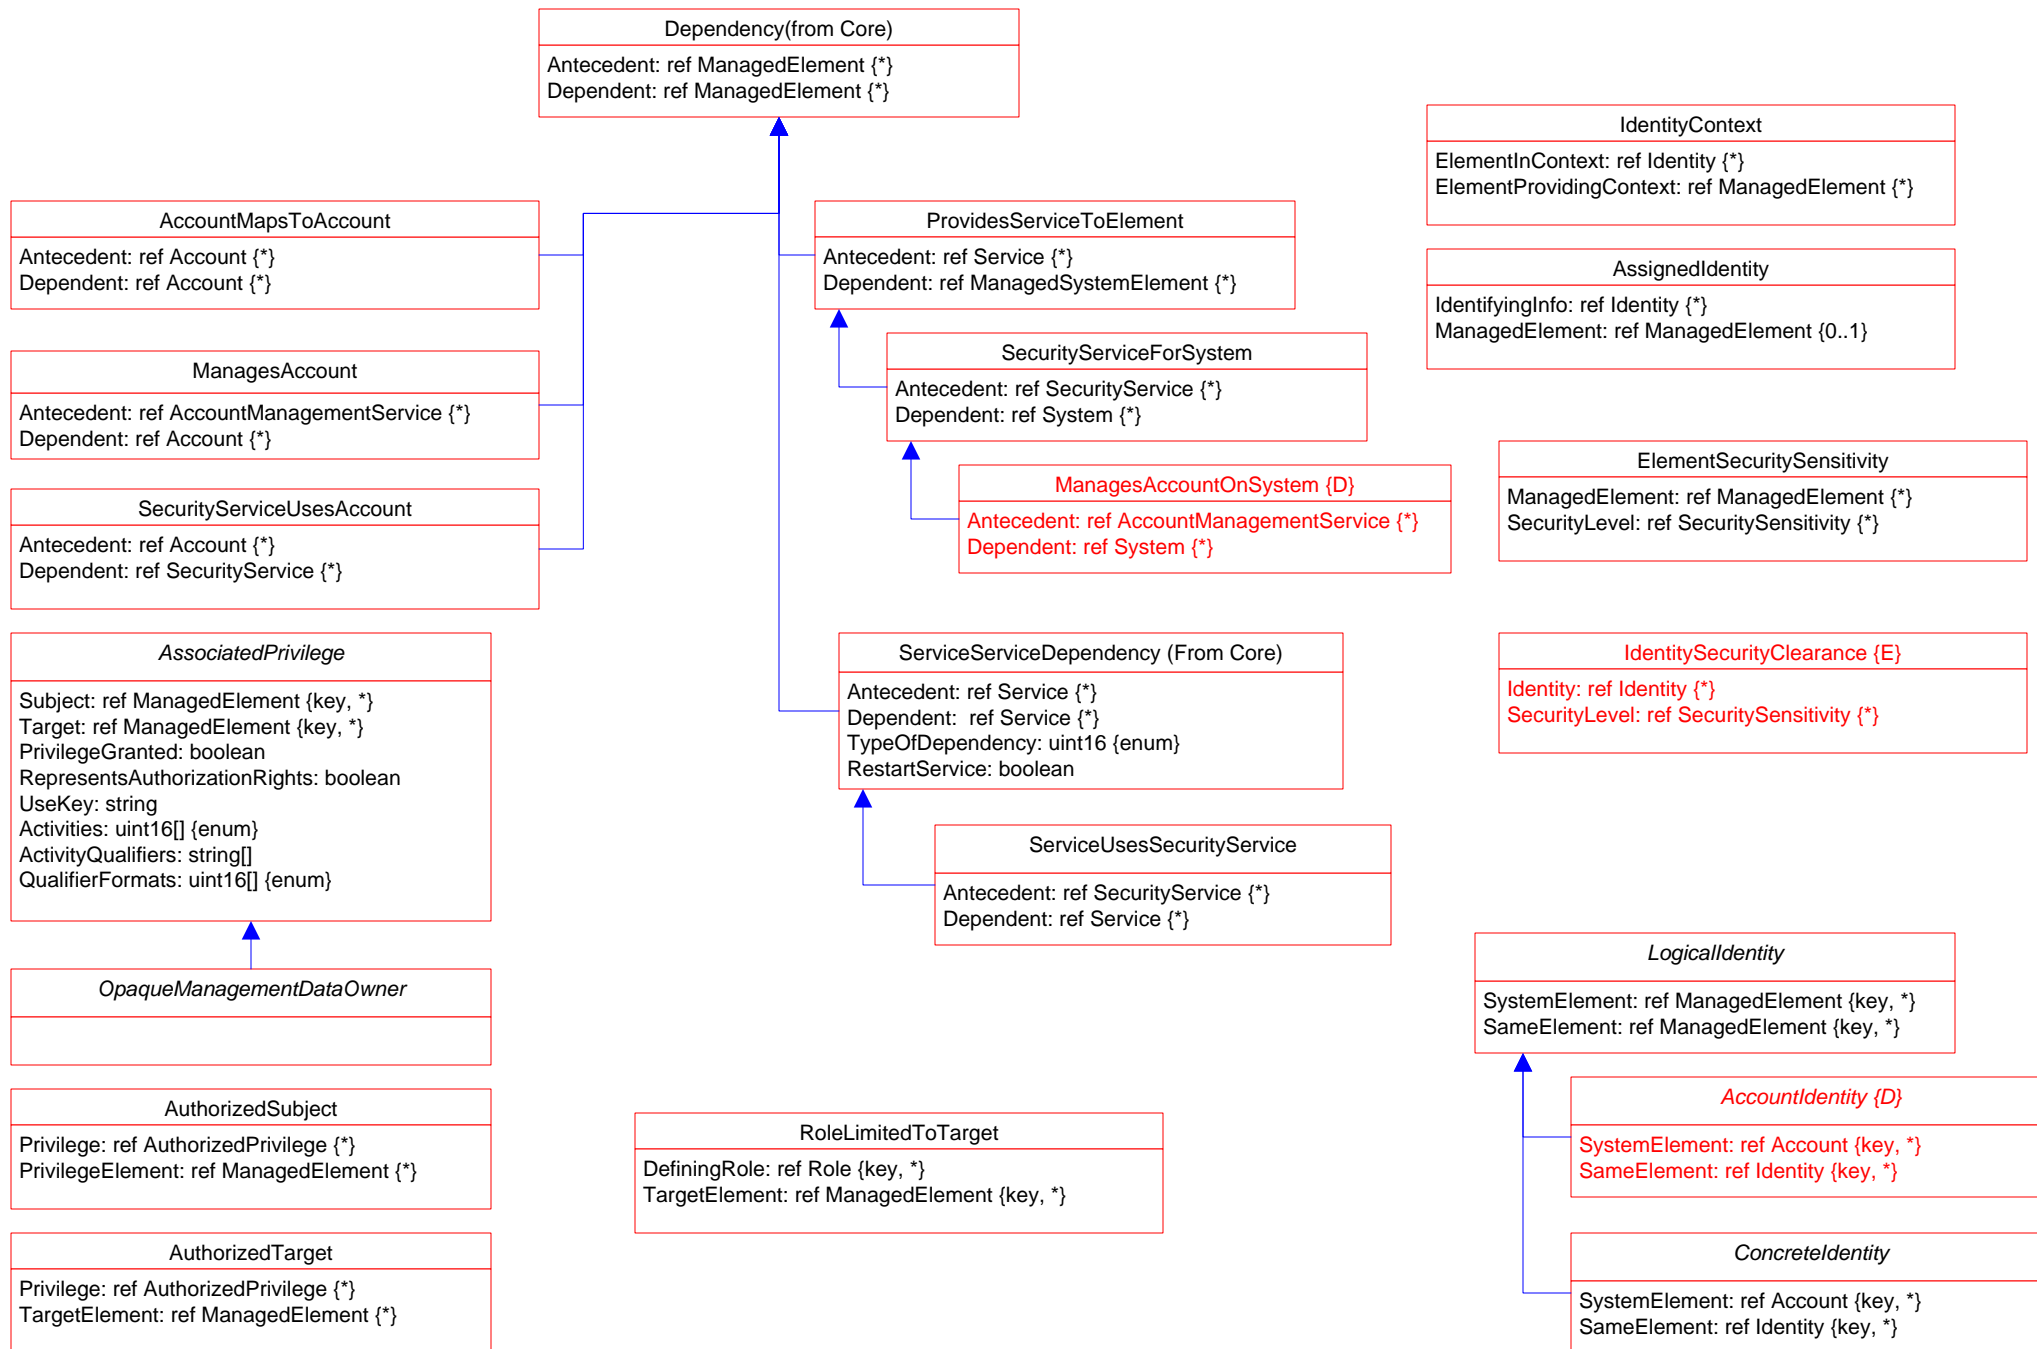 Dependency(from Core)
Antecedent: ref ManagedElement {*}
Dependent: ref ManagedElement {*}
IdentityContext
ElementInContext: ref Identity {*}
ElementProvidingContext: ref ManagedElement {*}
AccountMapsToAccount
Antecedent: ref Account {*}
Dependent: ref Account {*}
ProvidesServiceToElement
Antecedent: ref Service {*}
Dependent: ref ManagedSystemElement {*}
AssignedIdentity
IdentifyingInfo: ref Identity {*}
ManagedElement: ref ManagedElement {0..1}
ManagesAccount
Antecedent: ref AccountManagementService {*}
Dependent: ref Account {*}
SecurityServiceForSystem
Antecedent: ref SecurityService {*}
Dependent: ref System {*}
ManagesAccountOnSystem {D}
Antecedent: ref AccountManagementService {*}
Dependent: ref System {*}
ElementSecuritySensitivity
ManagedElement: ref ManagedElement {*}
SecurityLevel: ref SecuritySensitivity {*}
SecurityServiceUsesAccount
Antecedent: ref Account {*}
Dependent: ref SecurityService {*}
AssociatedPrivilege
Subject: ref ManagedElement {key, *}
Target: ref ManagedElement {key, *}
PrivilegeGranted: boolean
RepresentsAuthorizationRights: boolean
UseKey: string
Activities: uint16[] {enum}
ActivityQualifiers: string[]
QualifierFormats: uint16[] {enum}
ServiceServiceDependency (From Core)
Antecedent: ref Service {*}
Dependent:  ref Service {*}
TypeOfDependency: uint16 {enum}
RestartService: boolean
IdentitySecurityClearance {E}
Identity: ref Identity {*}
SecurityLevel: ref SecuritySensitivity {*}
ServiceUsesSecurityService
Antecedent: ref SecurityService {*}
Dependent: ref Service {*}
OpaqueManagementDataOwner
LogicalIdentity
SystemElement: ref ManagedElement {key, *}
SameElement: ref ManagedElement {key, *}
AuthorizedSubject
Privilege: ref AuthorizedPrivilege {*}
PrivilegeElement: ref ManagedElement {*}
RoleLimitedToTarget
DefiningRole: ref Role {key, *}
TargetElement: ref ManagedElement {key, *}
AccountIdentity {D}
SystemElement: ref Account {key, *}
SameElement: ref Identity {key, *}
AuthorizedTarget
Privilege: ref AuthorizedPrivilege {*}
TargetElement: ref ManagedElement {*}
ConcreteIdentity
SystemElement: ref Account {key, *}
SameElement: ref Identity {key, *}